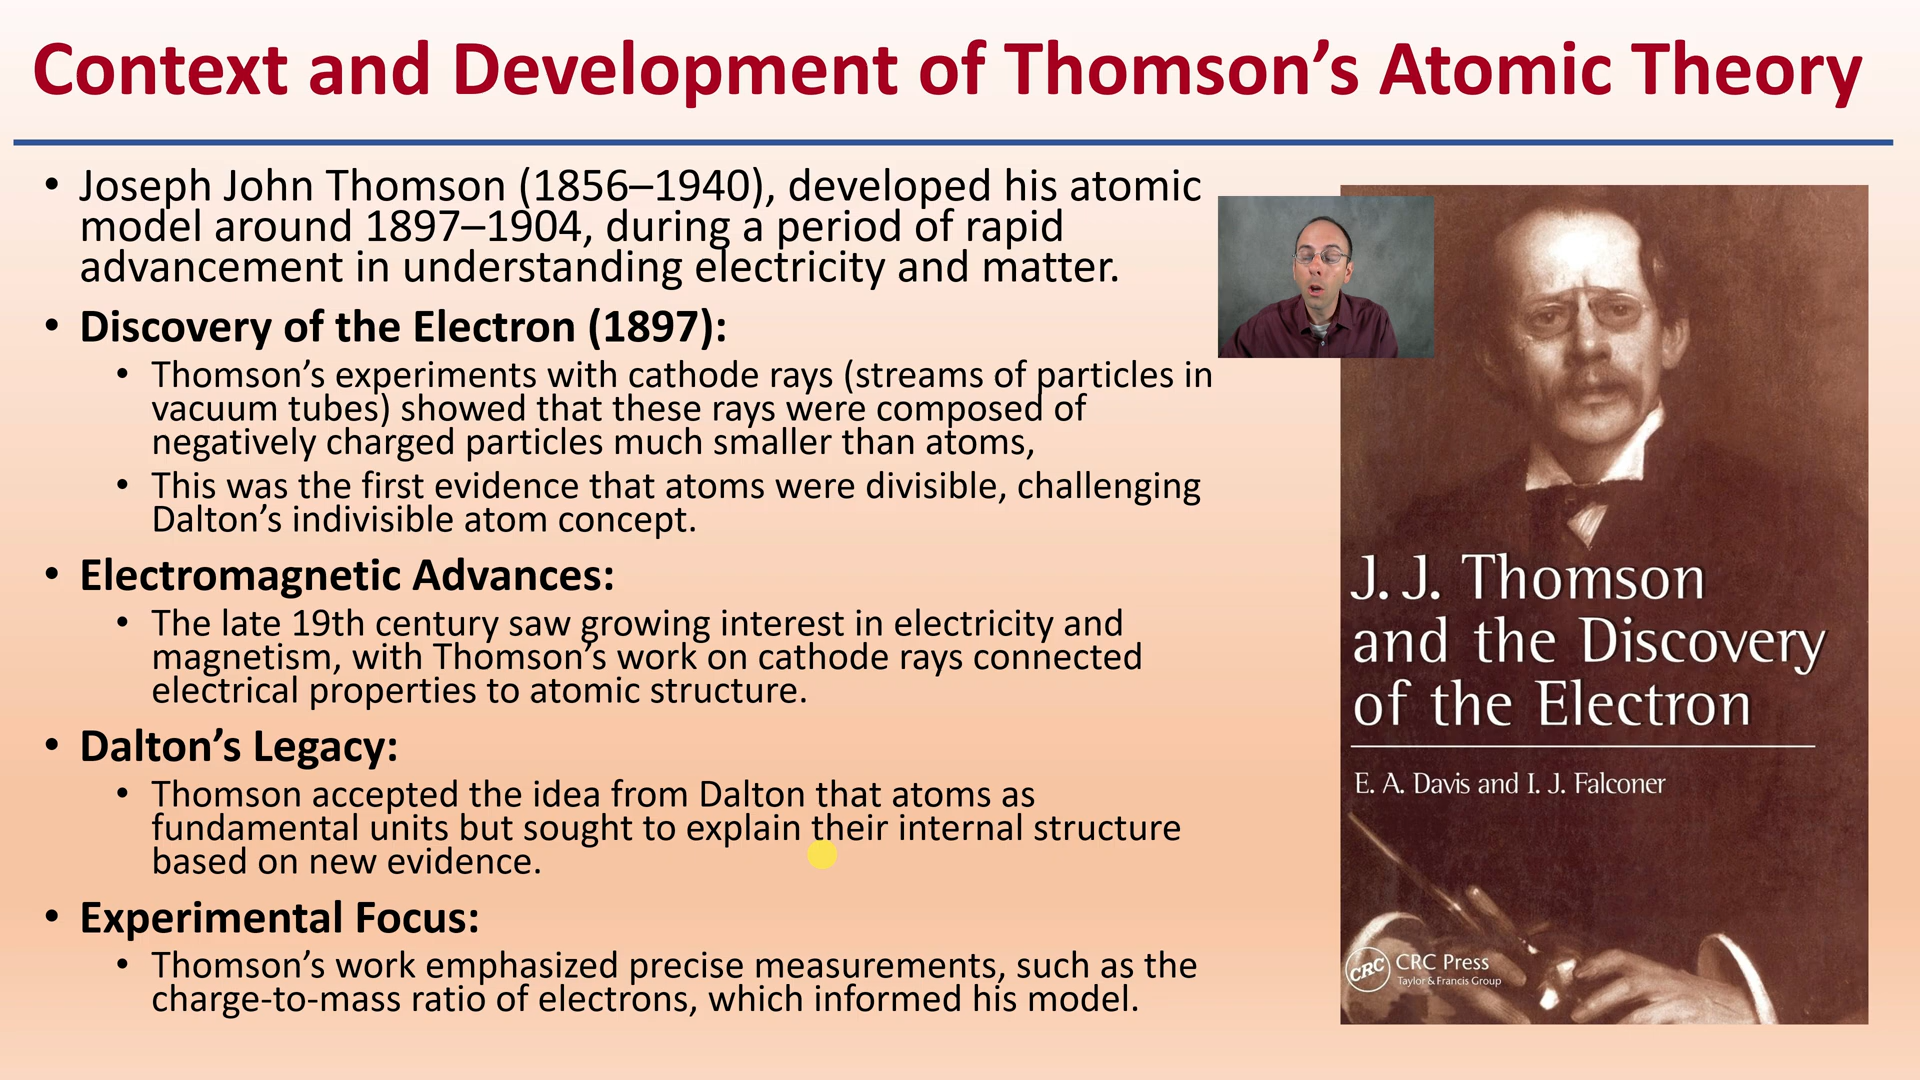 Context and Development of Thomson’s Atomic Theory
• Joseph John Thomson (1856–1940), developed his atomic
model around 1897–1904, during a period of rapid
advancement in understanding electricity and matter.
• Discovery of the Electron (1897):
• Thomson’s experiments with cathode rays (streams of particles in
vacuum tubes) showed that these rays were composed of
negatively charged particles much smaller than atoms,
• This was the first evidence that atoms were divisible, challenging
Dalton’s indivisible atom concept.
• Electromagnetic Advances:
• The late 19th century saw growing interest in electricity and
magnetism, with Thomson’s work on cathode rays connected
electrical properties to atomic structure.
• Dalton’s Legacy:
• Thomson accepted the idea from Dalton that atoms as
fundamental units but sought to explain their internal structure
based on new evidence.
• Experimental Focus:
• Thomson’s work emphasized precise measurements, such as the
charge-to-mass ratio of electrons, which informed his model.
J. J. Thomson
and the Discovery
of the Electron
E. A. Davis and I. J. Falconer
CRC CRC Press
Taylor & Francis Group